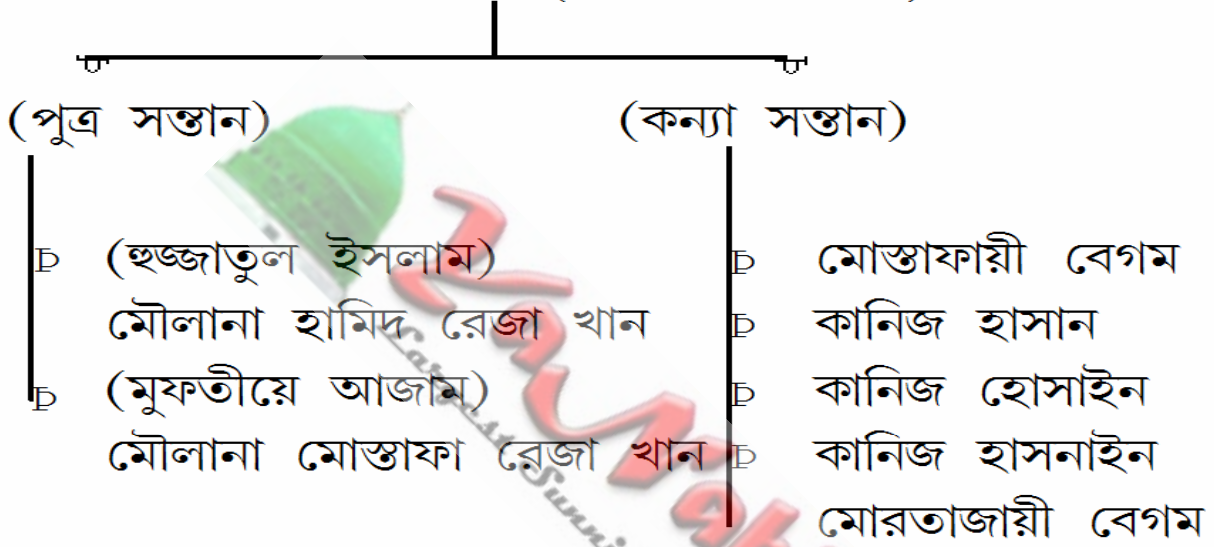 (পুত্র সন্তান)
(হুজ্জাতুল ইসলাম)
মৌলানা হামিদ রেজা খান
(মুফতীয়ে আজাম)
মৌলানা মোস্তাফা রেজা খান
(কন্যা সন্তান)
মোস্তাফায়ী বেগম
কানিজ হাসান
কানিজ হোসাইন
কানিজ হাসনাইন
মোরতাজায়ী বেগম